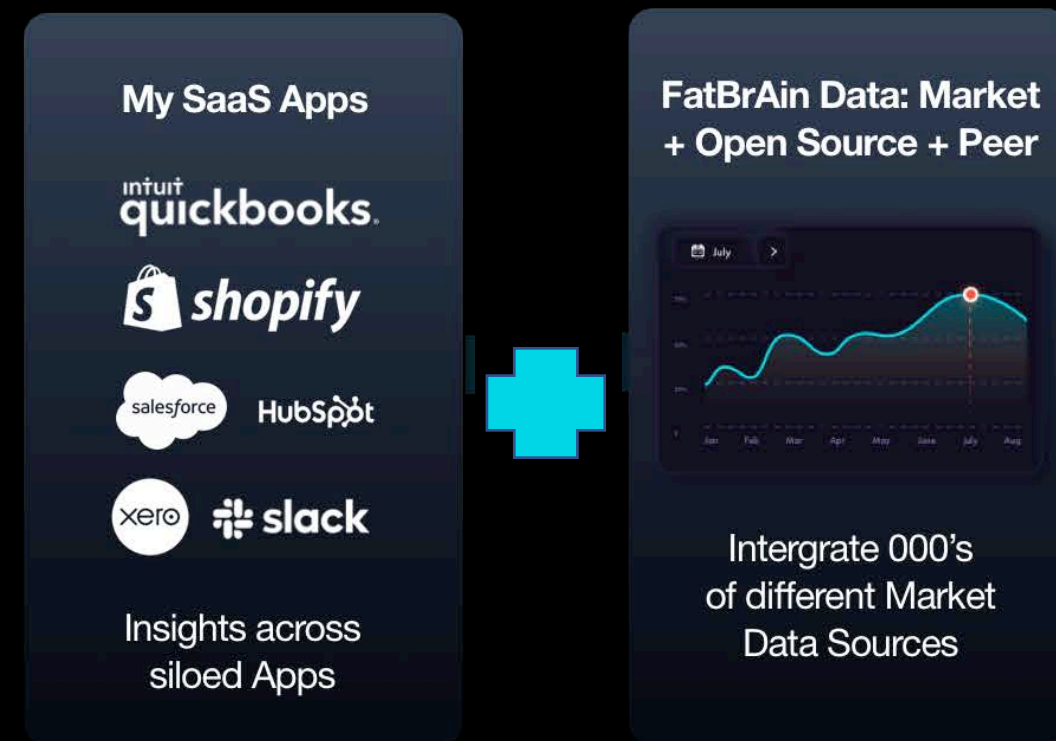 My SaaS Apps
intuit
quickbooks.
shopify
salesforce
HubSpot
xero
slack
Insights across
siloed Apps
FatBrAin Data: Market
+ Open Source + Peer
July
Jan Feb Mar Apr May June July Aug
Intergrate 000's
of different Market
Data Sources